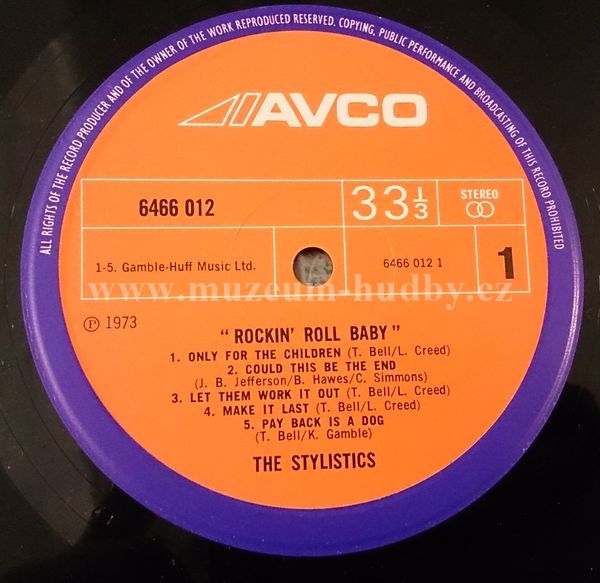 ALL RIGHTS OF THE RECORD PRODUCER AND OF THE OWNER OF THE WORK REPRODUCED RESERVED. COPYING, PUBLIC PERFORMANCE AND BROADCASTING OF THIS RECORD PROHIBITED
AVCO
6466 012
33⅓
STEREO
1-5. Gamble-Huff Music Ltd.
6466 012 1
1
www.muzeum-hudby.cz
Ⓟ 1973
"ROCKIN' ROLL BABY"
1. ONLY FOR THE CHILDREN (T. Bell/L. Creed)
2. COULD THIS BE THE END
(J. B. Jefferson/B. Hawes/C. Simmons)
3. LET THEM WORK IT OUT (T. Bell/L. Creed)
4. MAKE IT LAST (T. Bell/L. Creed)
5. PAY BACK IS A DOG
(T. Bell/K. Gamble)
THE STYLISTICS